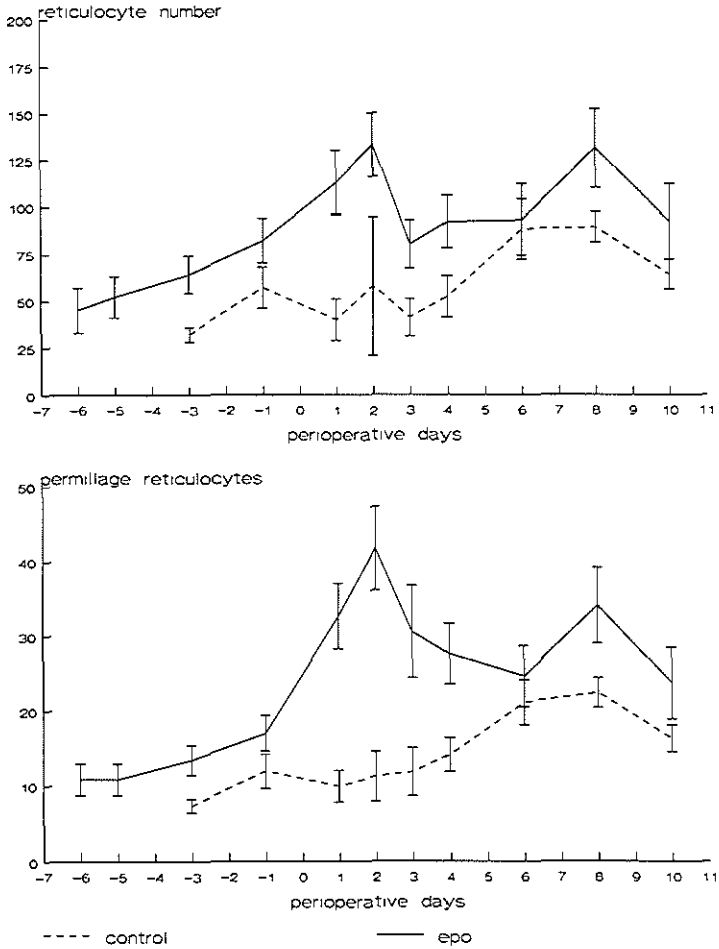 reticulocyte number
200
175
150
125
100
75
50
25
0
-7 -6 -5 -4 -3 -2 -1 0 1 2 3 4 5 6 7 8 9 10 11
perioperative days
permillage reticulocytes
50
40
30
20
10
0
-7 -6 -5 -4 -3 -2 -1 0 1 2 3 4 5 6 7 8 9 10 11
perioperative days
control epo